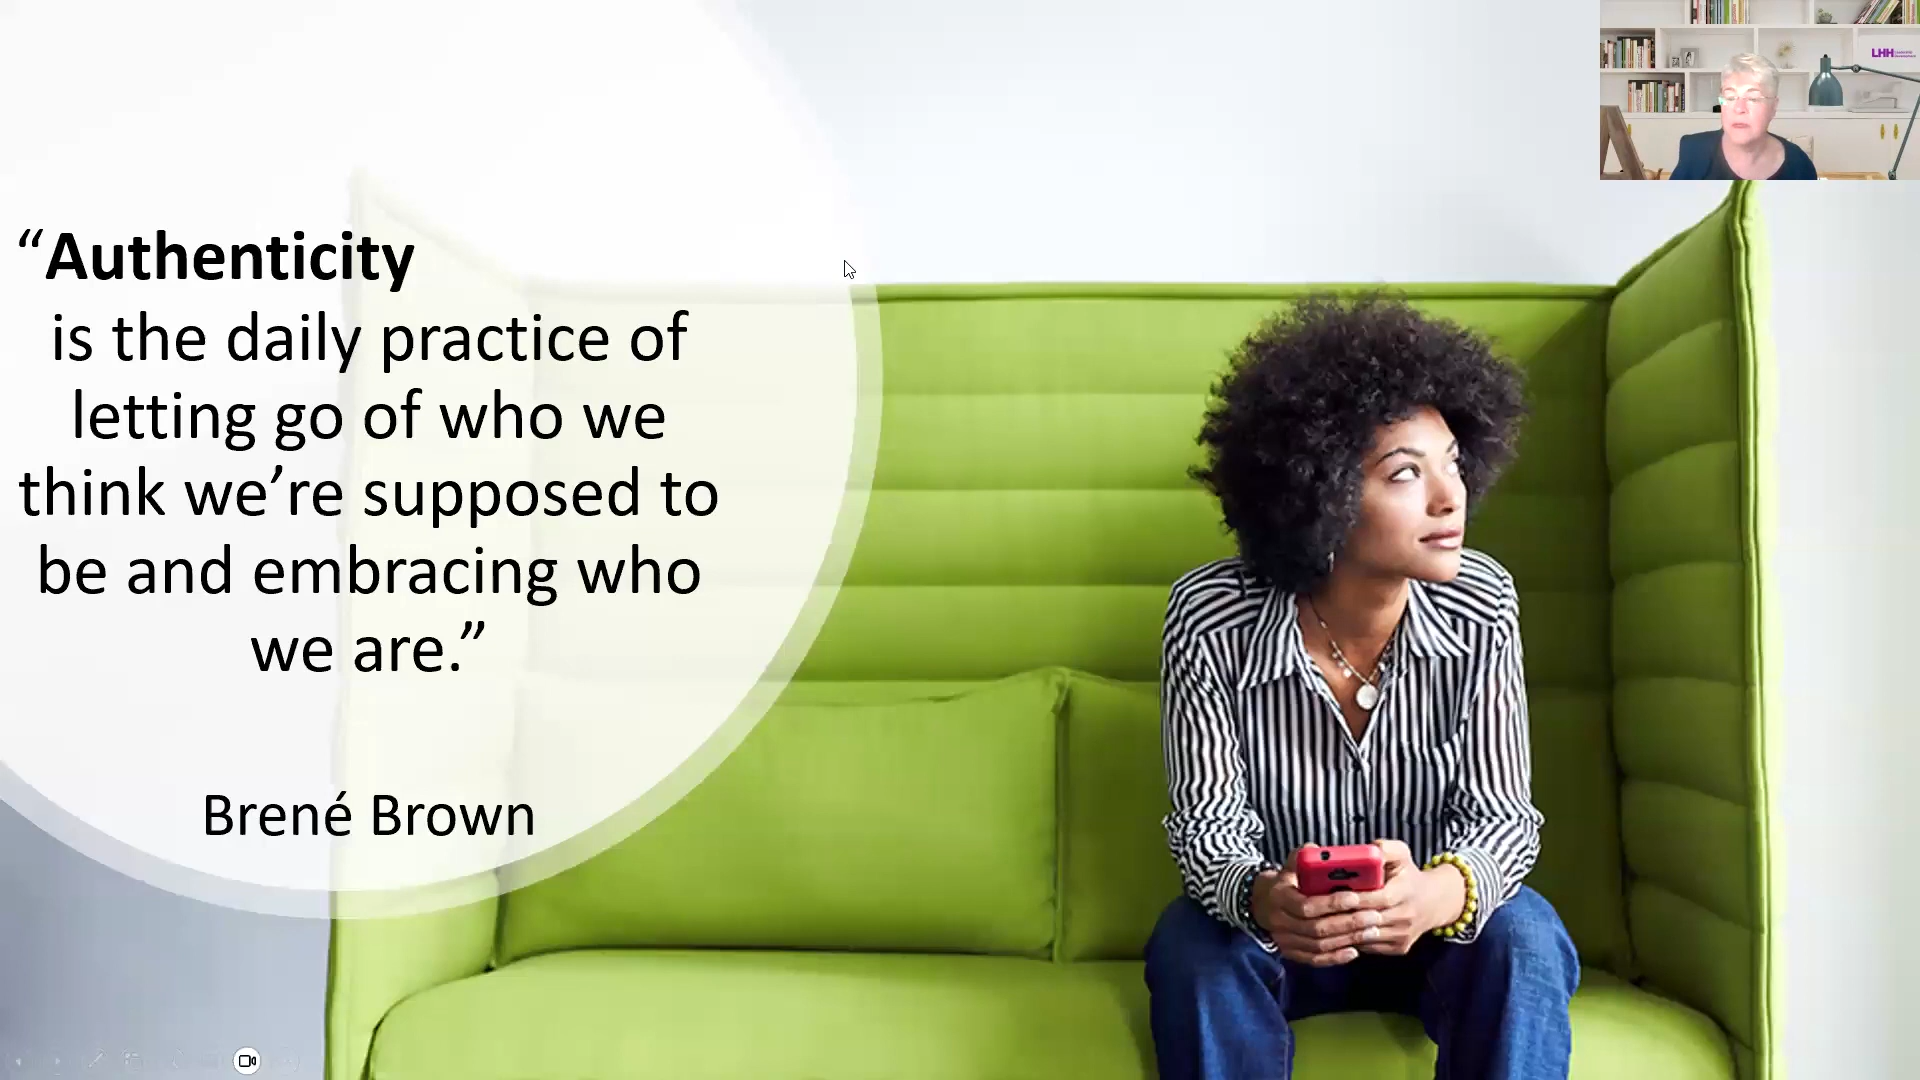 “Authenticity
is the daily practice of
letting go of who we
think we’re supposed to
be and embracing who
we are.”
Brené Brown
LHH